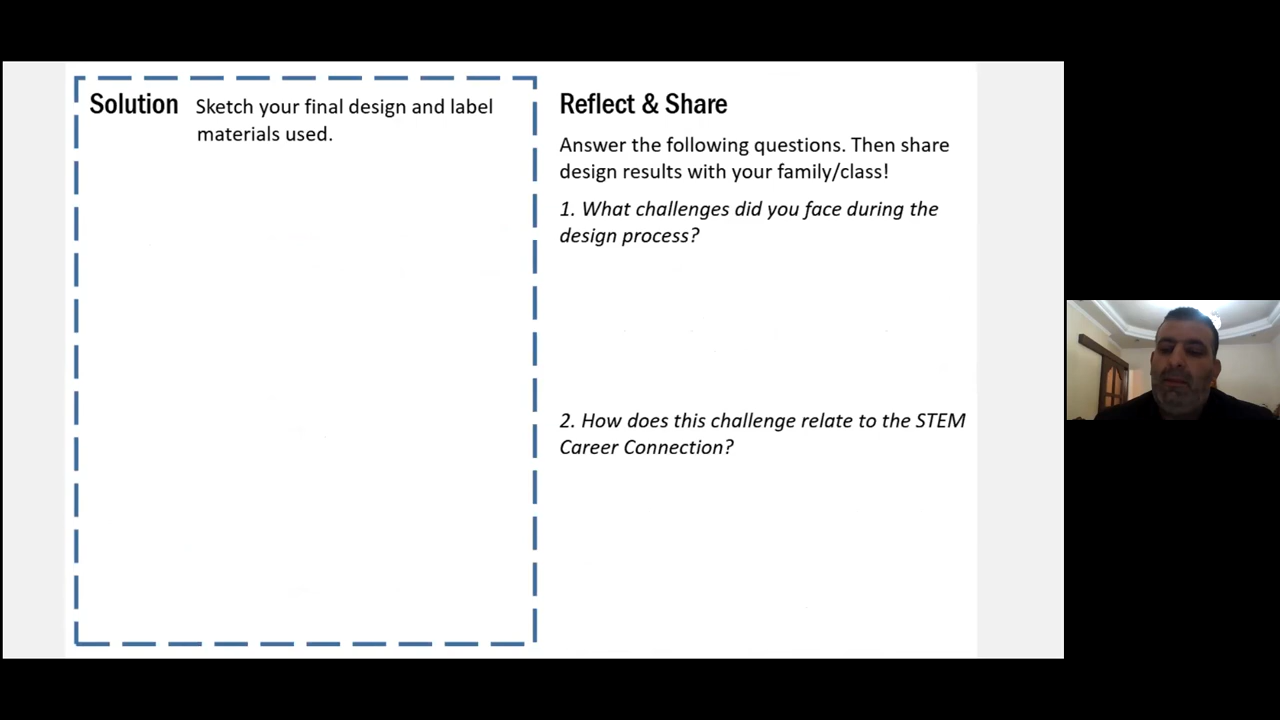 Solution Sketch your final design and label
materials used.
Reflect & Share
Answer the following questions. Then share
design results with your family/class!
1. What challenges did you face during the
design process?
2. How does this challenge relate to the STEM
Career Connection?